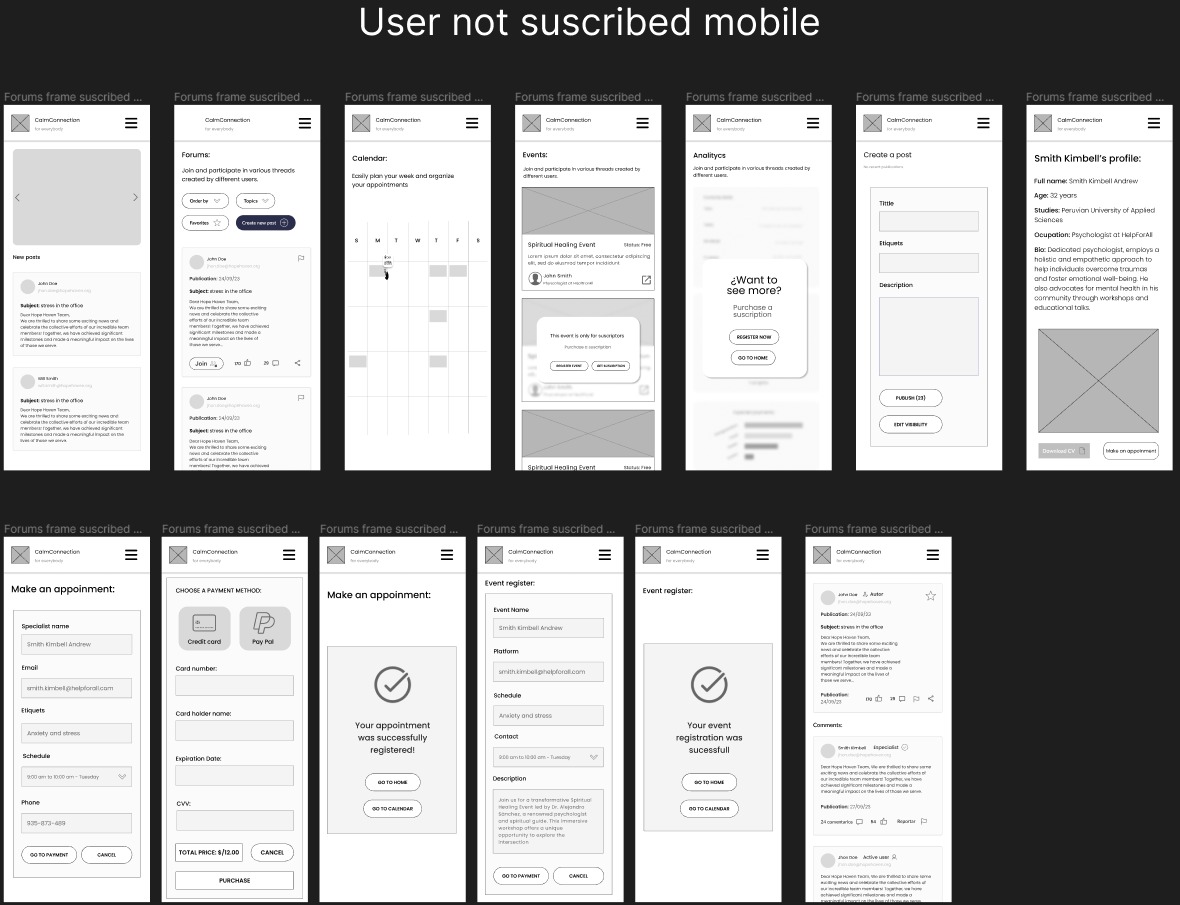 User not suscribed mobile
Forums frame suscribed ...
CalmConnection
for everybody
New posts
John Doe
Subject: stress in the office
Dear Hope Haven Team,
We are thrilled to share some exciting news and
celebrate the collective efforts of our incredible team
members! Together, we have achieved significant
milestones and made a meaningful impact on the lives
of those we serve.
Will Smith
Subject: stress in the office
Dear Hope Haven Team,
We are thrilled to share some exciting news and
celebrate the collective efforts of our incredible team
members! Together, we have achieved significant
milestones and made a meaningful impact on the
lives of those we serve.
Forums frame suscribed ...
CalmConnection
for everybody
Forums:
Join and participate in various threads
created by different users.
Order by
Topics
Favorites
Create new post
John Doe
Publication: 24/09/23
Subject: stress in the office
Dear Hope Haven Team,
We are thrilled to share some exciting
news and celebrate the collective
efforts of our incredible team
members! Together, we have achieved
significant milestones and made a
meaningful impact on the lives of
those we serve..
Join
170
29
John Doe
Publication: 24/09/23
Subject: stress in the office
Dear Hope Haven Team,
We are thrilled to share some exciting
news and celebrate the collective
efforts of our incredible team
members! Together, we have achieved
Forums frame suscribed ...
CalmConnection
for everybody
Calendar:
Easily plan your week and organize
your appointments
S M T W T F S
Forums frame suscribed ...
CalmConnection
for everybody
Events:
Join and participate in various threads created by
different users.
Spiritual Healing Event
Status: Free
Lorem ipsum dolor sit amet, consectetur adipiscing
elit, sed do eiusmod tempor incididunt
John Smith
This event is only for suscriptors
Purchase a suscription
REGISTER EVENT
GET SUSCRIPTION
Spiritual Healing Event
Status: Free
Forums frame suscribed ...
CalmConnection
for everybody
Analitycs
Join and participate in various threads created by
different users.
¿Want to
see more?
Purchase a
suscription
REGISTER NOW
GO TO HOME
Forums frame suscribed ...
CalmConnection
for everybody
Create a post
Tittle
Etiquets
Description
PUBLISH (23)
EDIT VISIBILITY
Forums frame suscribed ...
CalmConnection
for everybody
Smith Kimbell's profile:
Full name: Smith Kimbell Andrew
Age: 32 years
Studies: Peruvian University of Applied
Sciences
Ocupation: Psychologist at HelpForAll
Bio: Dedicated psychologist, employs a
holistic and empathetic approach to
help individuals overcome traumas
and foster emotional well-being. He
also advocates for mental health in his
community through workshops and
educational talks.
Download CV
Make an appointment
Forums frame suscribed ...
CalmConnection
for everybody
Make an appoinment:
Specialist name
Smith Kimbell Andrew
Email
smith.kimbell@helpforall.com
Etiquets
Anxiety and stress
Schedule
9:00 am to 10:00 am - Tuesday
Phone
935-873-489
GO TO PAYMENT
CANCEL
Forums frame suscribed ...
CalmConnection
for everybody
CHOOSE A PAYMENT METHOD:
Credit card
Pay Pal
Card number:
Card holder name:
Expiration Date:
CVV:
TOTAL PRICE: $/12.00
CANCEL
PURCHASE
Forums frame suscribed ...
CalmConnection
for everybody
Make an appoinment:
Your appointment
was sucessfully
registered!
GO TO HOME
GO TO CALENDAR
Forums frame suscribed ...
CalmConnection
for everybody
Event register:
Event Name
Smith Kimbell Andrew
Platform
smith.kimbell@helpforall.com
Schedule
Anxiety and stress
Contact
9:00 am to 10:00 am - Tuesday
Description
Join us for a transformative Spiritual
Healing Event led by Dr. Alejandro
Sánchez, a renowned psychologist
and spiritual guide. This immersive
workshop offers a unique
opportunity to explore the
intersection
GO TO PAYMENT
CANCEL
Forums frame suscribed ...
CalmConnection
for everybody
Event register:
Your event
registration was
sucessfull
GO TO HOME
GO TO CALENDAR
Forums frame suscribed ...
CalmConnection
for everybody
John Doe
Autor
Publication: 24/09/23
Subject: stress in the office
Dear Hope Haven Team,
We are thrilled to share some exciting
news and celebrate the collective
efforts of our incredible team
members! Together, we have achieved
significant milestones and made a
meaningful impact on the lives of
those we serve..
Publication:
24/09/23
170
29
Comments:
Smith Kimbell
Especialist
Dear Hope Haven Team, We are thrilled to share some
exciting news and celebrate the collective efforts of
our incredible team members! Together, we have
achieved significant milestones and made a
meaningful impact on the lives of those we serve.
Publication: 27/09/23
24 comentarios
54
Reportar
Jhos Doe
Active user
Dear Hope Haven Team, We are thrilled to share some
exciting news and celebrate the collective efforts of
our incredible team members! Together, we have
achieved significant milestones and made a
meaningful impact on the lives of those we serve.